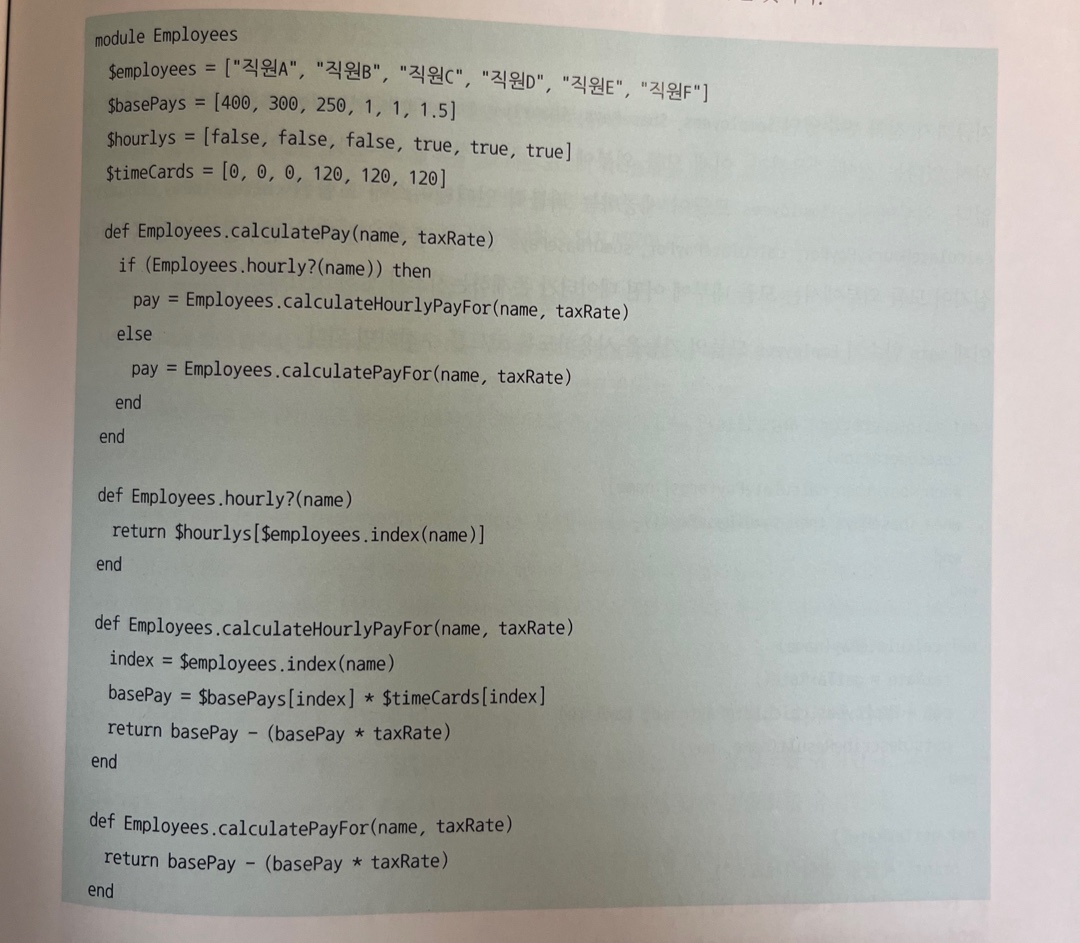 module Employees
$employees = ["직원A", "직원B", "직원C", "직원D", "직원E", "직원F"]
$basePays = [400, 300, 250, 1, 1, 1.5]
$hourlys = [false, false, false, true, true, true]
$timeCards = [0, 0, 0, 120, 120, 120]
def Employees.calculatePay(name, taxRate)
if (Employees.hourly?(name)) then
pay = Employees.calculateHourlyPayFor(name, taxRate)
else
pay = Employees.calculatePayFor(name, taxRate)
end
end
def Employees.hourly?(name)
return $hourlys[$employees.index(name)]
end
def Employees.calculateHourlyPayFor(name, taxRate)
index = $employees.index(name)
basePay = $basePays[index] * $timeCards[index]
return basePay - (basePay * taxRate)
end
def Employees.calculatePayFor(name, taxRate)
return basePay - (basePay * taxRate)
end